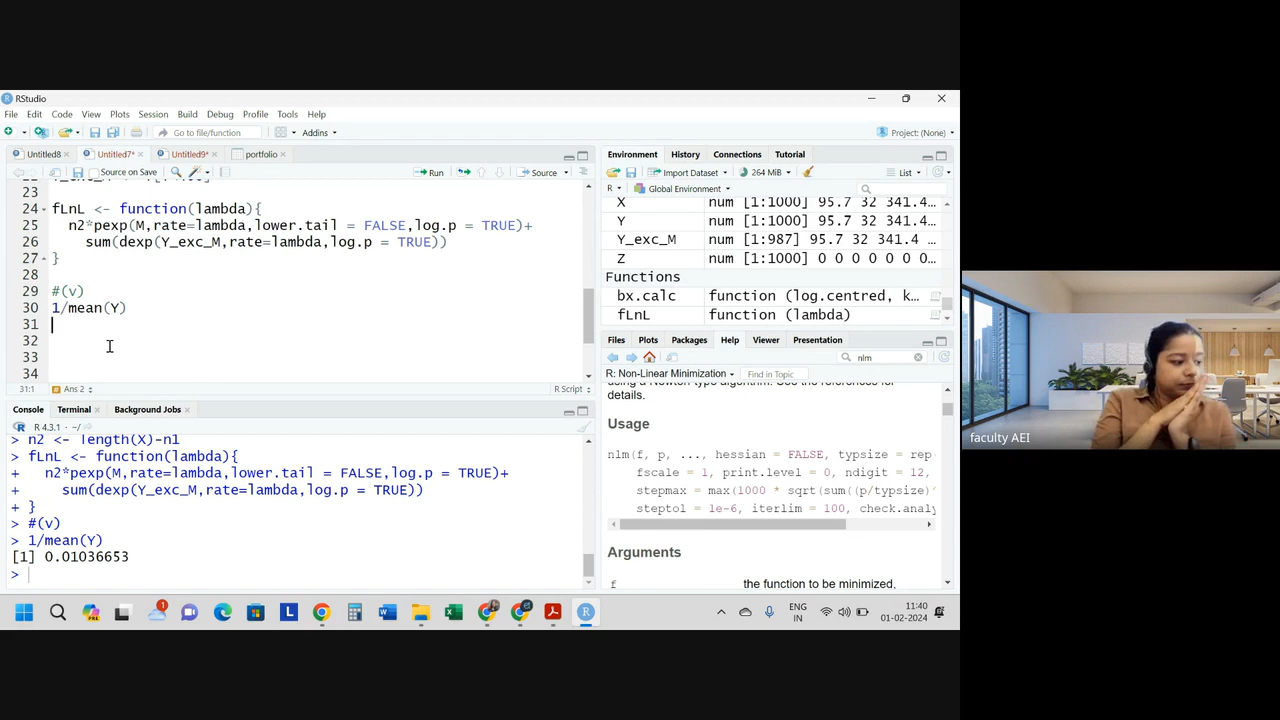 RStudio
File Edit Code View Plots Session Build Debug Profile Tools Help
Go to file/function Addins Project: (None)
Untitled8 Untitled7* Untitled9* portfolio
Source on Save Run Source
23
24 fLnL <- function(lambda){
25 n2*pexp(M,rate=lambda,lower.tail = FALSE,log.p = TRUE)+
26 sum(dexp(Y_exc_M,rate=lambda,log.p = TRUE))
27 }
28
29 #(v)
30 1/mean(Y)
31
32
33
34
31:1 Ans 2 R Script
Console Terminal Background Jobs
R 4.3.1 · ~/
> n2 <- length(X)-n1
> fLnL <- function(lambda){
+ n2*pexp(M,rate=lambda,lower.tail = FALSE,log.p = TRUE)+
+ sum(dexp(Y_exc_M,rate=lambda,log.p = TRUE))
+ }
> #(v)
> 1/mean(Y)
[1] 0.01036653
>
Environment History Connections Tutorial
Import Dataset 264 MiB List
R Global Environment
X num [1:1000] 95.7 32 341.4…
Y num [1:1000] 95.7 32 341.4…
Y_exc_M num [1:987] 95.7 32 341.4 …
Z num [1:1000] 0 0 0 0 0 0 0…
Functions
bx.calc function (log.centred, k…
fLnL function (lambda)
Files Plots Packages Help Viewer Presentation
nlm
R: Non-Linear Minimization Find in Topic
using a Newton-type algorithm. See the references for
details.
Usage
nlm(f, p, ..., hessian = FALSE, typsize = rep
fscale = 1, print.level = 0, ndigit = 12,
stepmax = max(1000 * sqrt(sum((p/typsize)^
steptol = 1e-6, iterlim = 100, check.analy
Arguments
f the function to be minimized,
faculty AEI
ENG
IN
11:40
01-02-2024